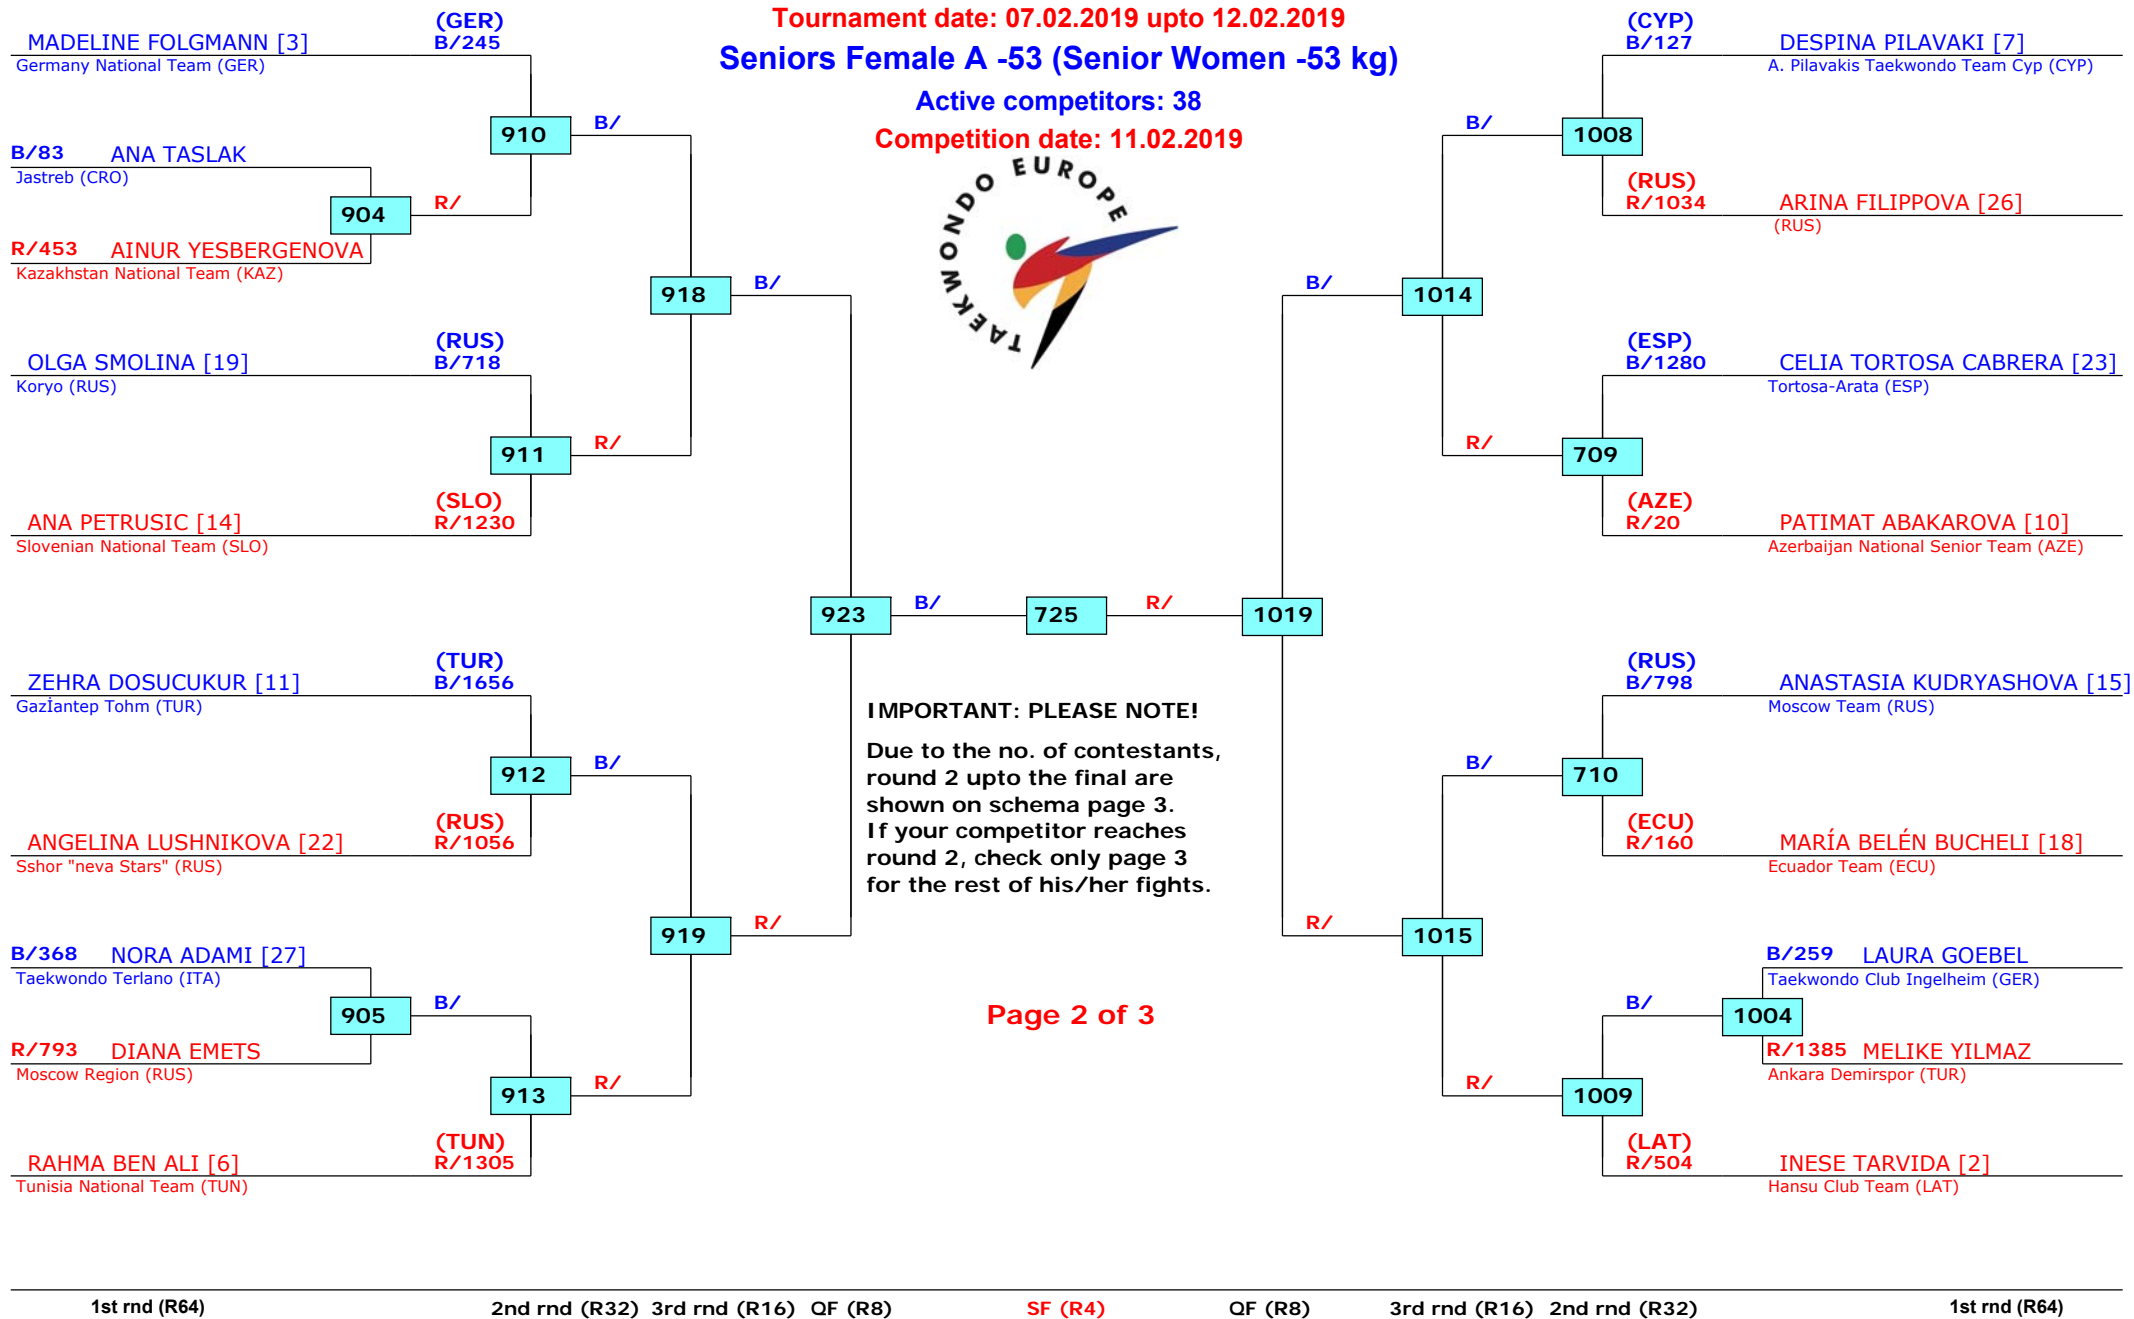 Tournament date: 07.02.2019 upto 12.02.2019
Seniors Female A -53 (Senior Women -53 kg)
Active competitors: 38
Competition date: 11.02.2019
TAEKWONDO EUROPE
MADELINE FOLGMANN [3]
(GER)
B/245
Germany National Team (GER)
910
B/
B/83 ANA TASLAK
Jastreb (CRO)
904
R/
R/453 AINUR YESBERGENOVA
Kazakhstan National Team (KAZ)
918
B/
OLGA SMOLINA [19]
(RUS)
B/718
Koryo (RUS)
911
R/
ANA PETRUSIC [14]
(SLO)
R/1230
Slovenian National Team (SLO)
923
B/
725
R/
1019
ZEHRA DOSUCUKUR [11]
(TUR)
B/1656
Gaziantep Tohm (TUR)
912
B/
ANGELINA LUSHNIKOVA [22]
(RUS)
R/1056
Sshor "neva Stars" (RUS)
919
R/
B/368 NORA ADAMI [27]
Taekwondo Terlano (ITA)
905
B/
R/793 DIANA EMETS
Moscow Region (RUS)
913
R/
RAHMA BEN ALI [6]
(TUN)
R/1305
Tunisia National Team (TUN)
IMPORTANT: PLEASE NOTE!
Due to the no. of contestants,
round 2 upto the final are
shown on schema page 3.
If your competitor reaches
round 2, check only page 3
for the rest of his/her fights.
Page 2 of 3
(CYP)
B/127
DESPINA PILAVAKI [7]
A. Pilavakis Taekwondo Team Cyp (CYP)
B/
1008
(RUS)
R/1034
ARINA FILIPPOVA [26]
(RUS)
B/
1014
(ESP)
B/1280
CELIA TORTOSA CABRERA [23]
Tortosa-Arata (ESP)
R/
709
(AZE)
R/20
PATIMAT ABAKAROVA [10]
Azerbaijan National Senior Team (AZE)
(RUS)
B/798
ANASTASIA KUDRYASHOVA [15]
Moscow Team (RUS)
B/
710
(ECU)
R/160
MARÍA BELÉN BUCHELI [18]
Ecuador Team (ECU)
R/
1015
B/259 LAURA GOEBEL
Taekwondo Club Ingelheim (GER)
B/
1004
R/1385 MELIKE YILMAZ
Ankara Demirspor (TUR)
R/
1009
(LAT)
R/504
INESE TARVIDA [2]
Hansu Club Team (LAT)
1st rnd (R64) 2nd rnd (R32) 3rd rnd (R16) QF (R8) SF (R4) QF (R8) 3rd rnd (R16) 2nd rnd (R32) 1st rnd (R64)